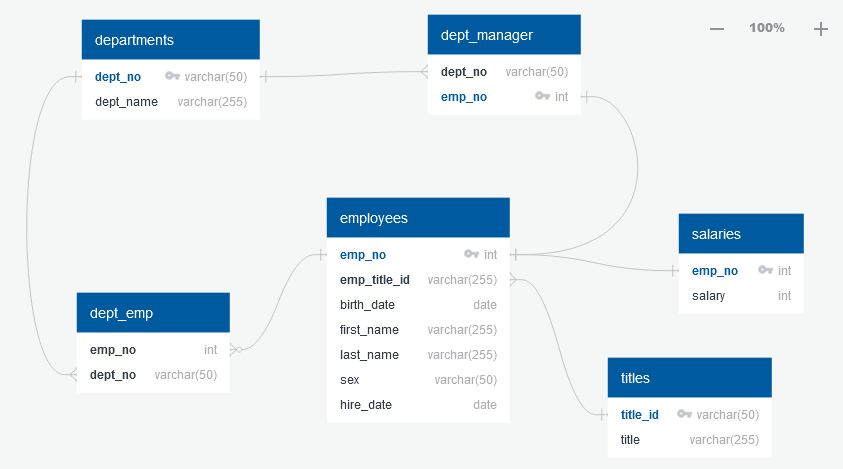 departments
dept_no varchar(50)
dept_name varchar(255)
dept_manager
dept_no varchar(50)
emp_no int
100%
employees
emp_no int
emp_title_id varchar(255)
birth_date date
first_name varchar(255)
last_name varchar(255)
sex varchar(50)
hire_date date
salaries
emp_no int
salary int
dept_emp
emp_no int
dept_no varchar(50)
titles
title_id varchar(50)
title varchar(255)